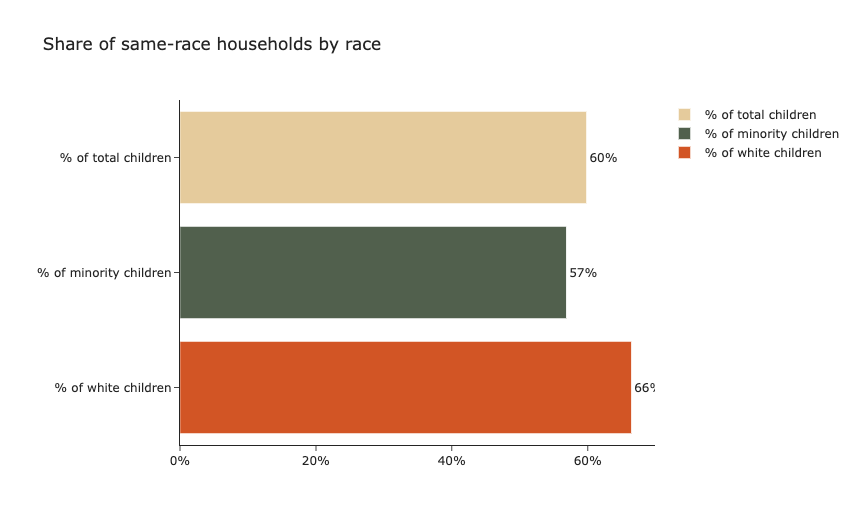 Share of same-race households by race
% of total children
% of minority children
% of white children
% of total children
60%
% of minority children
57%
% of white children
66%
0%
20%
40%
60%